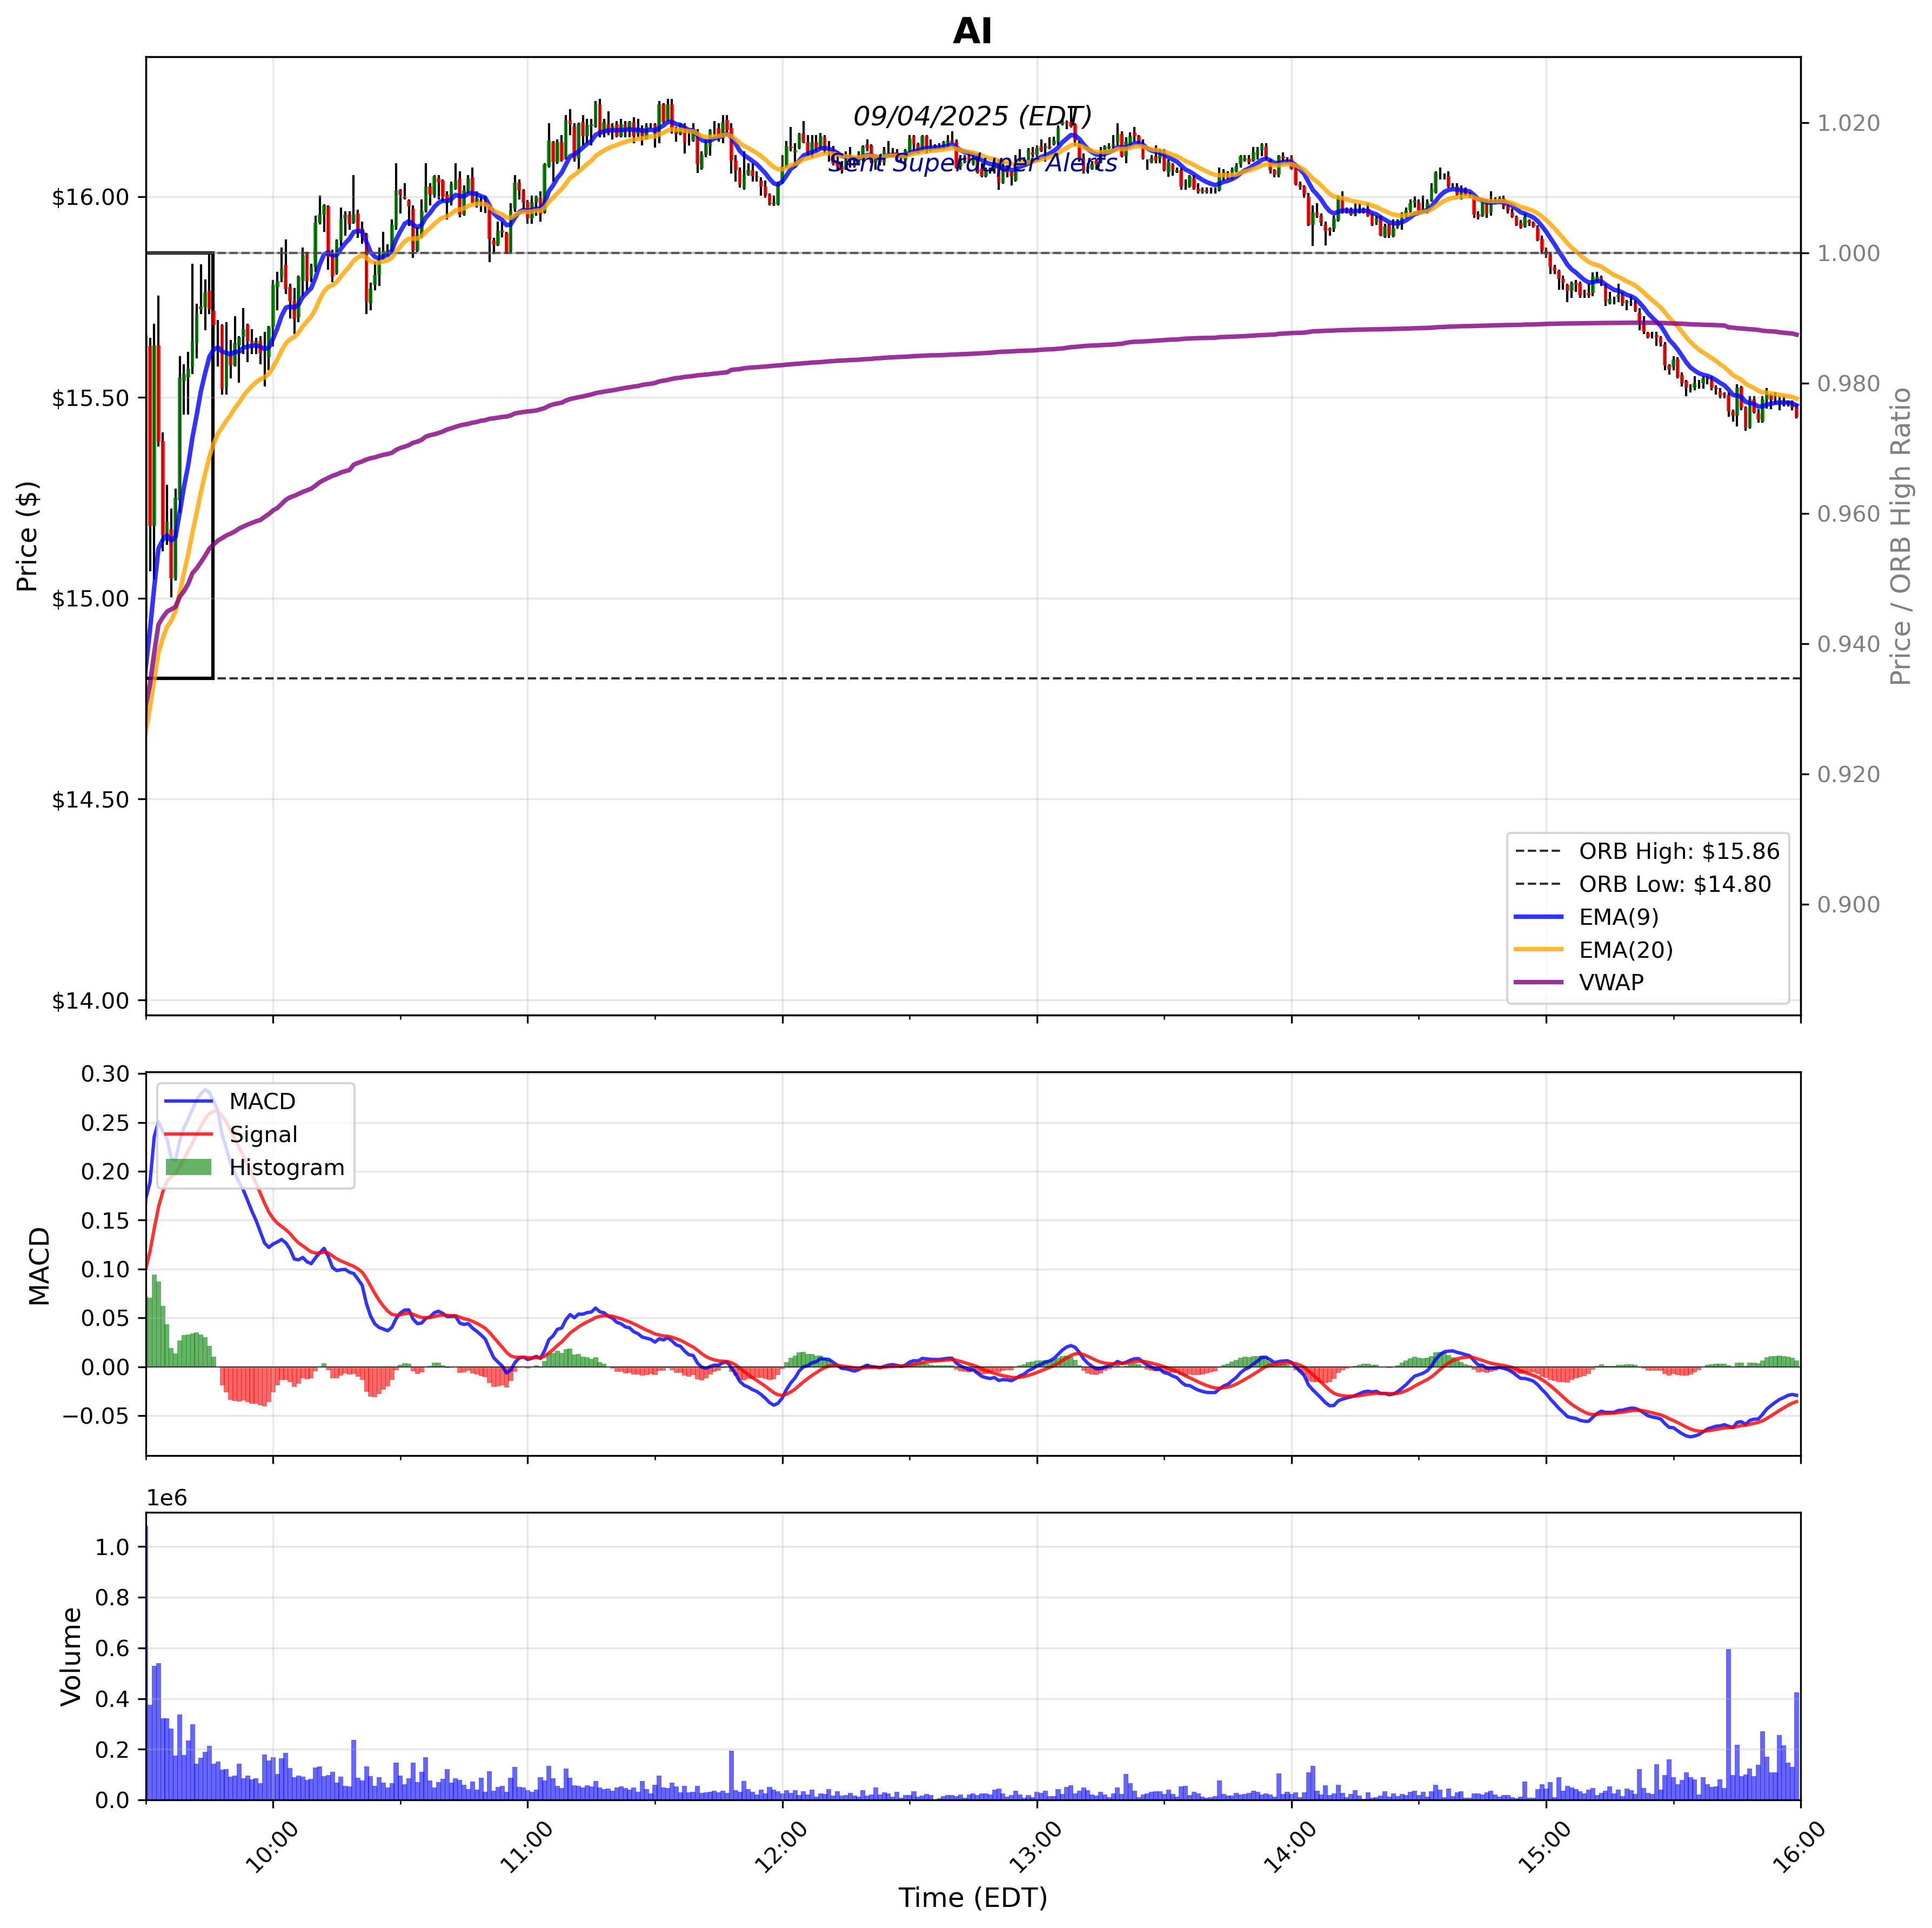 AI
09/04/2025 (EDT)
Sent Superduper Alerts
Price ($)
$16.00
$15.50
$15.00
$14.50
$14.00
1.020
1.000
0.980
0.960
0.940
0.920
0.900
Price / ORB High Ratio
ORB High: $15.86
ORB Low: $14.80
EMA(9)
EMA(20)
VWAP
MACD
0.30
0.25
0.20
0.15
0.10
0.05
0.00
−0.05
MACD
Signal
Histogram
1e6
Volume
1.0
0.8
0.6
0.4
0.2
0.0
10:00
11:00
12:00
13:00
14:00
15:00
16:00
Time (EDT)